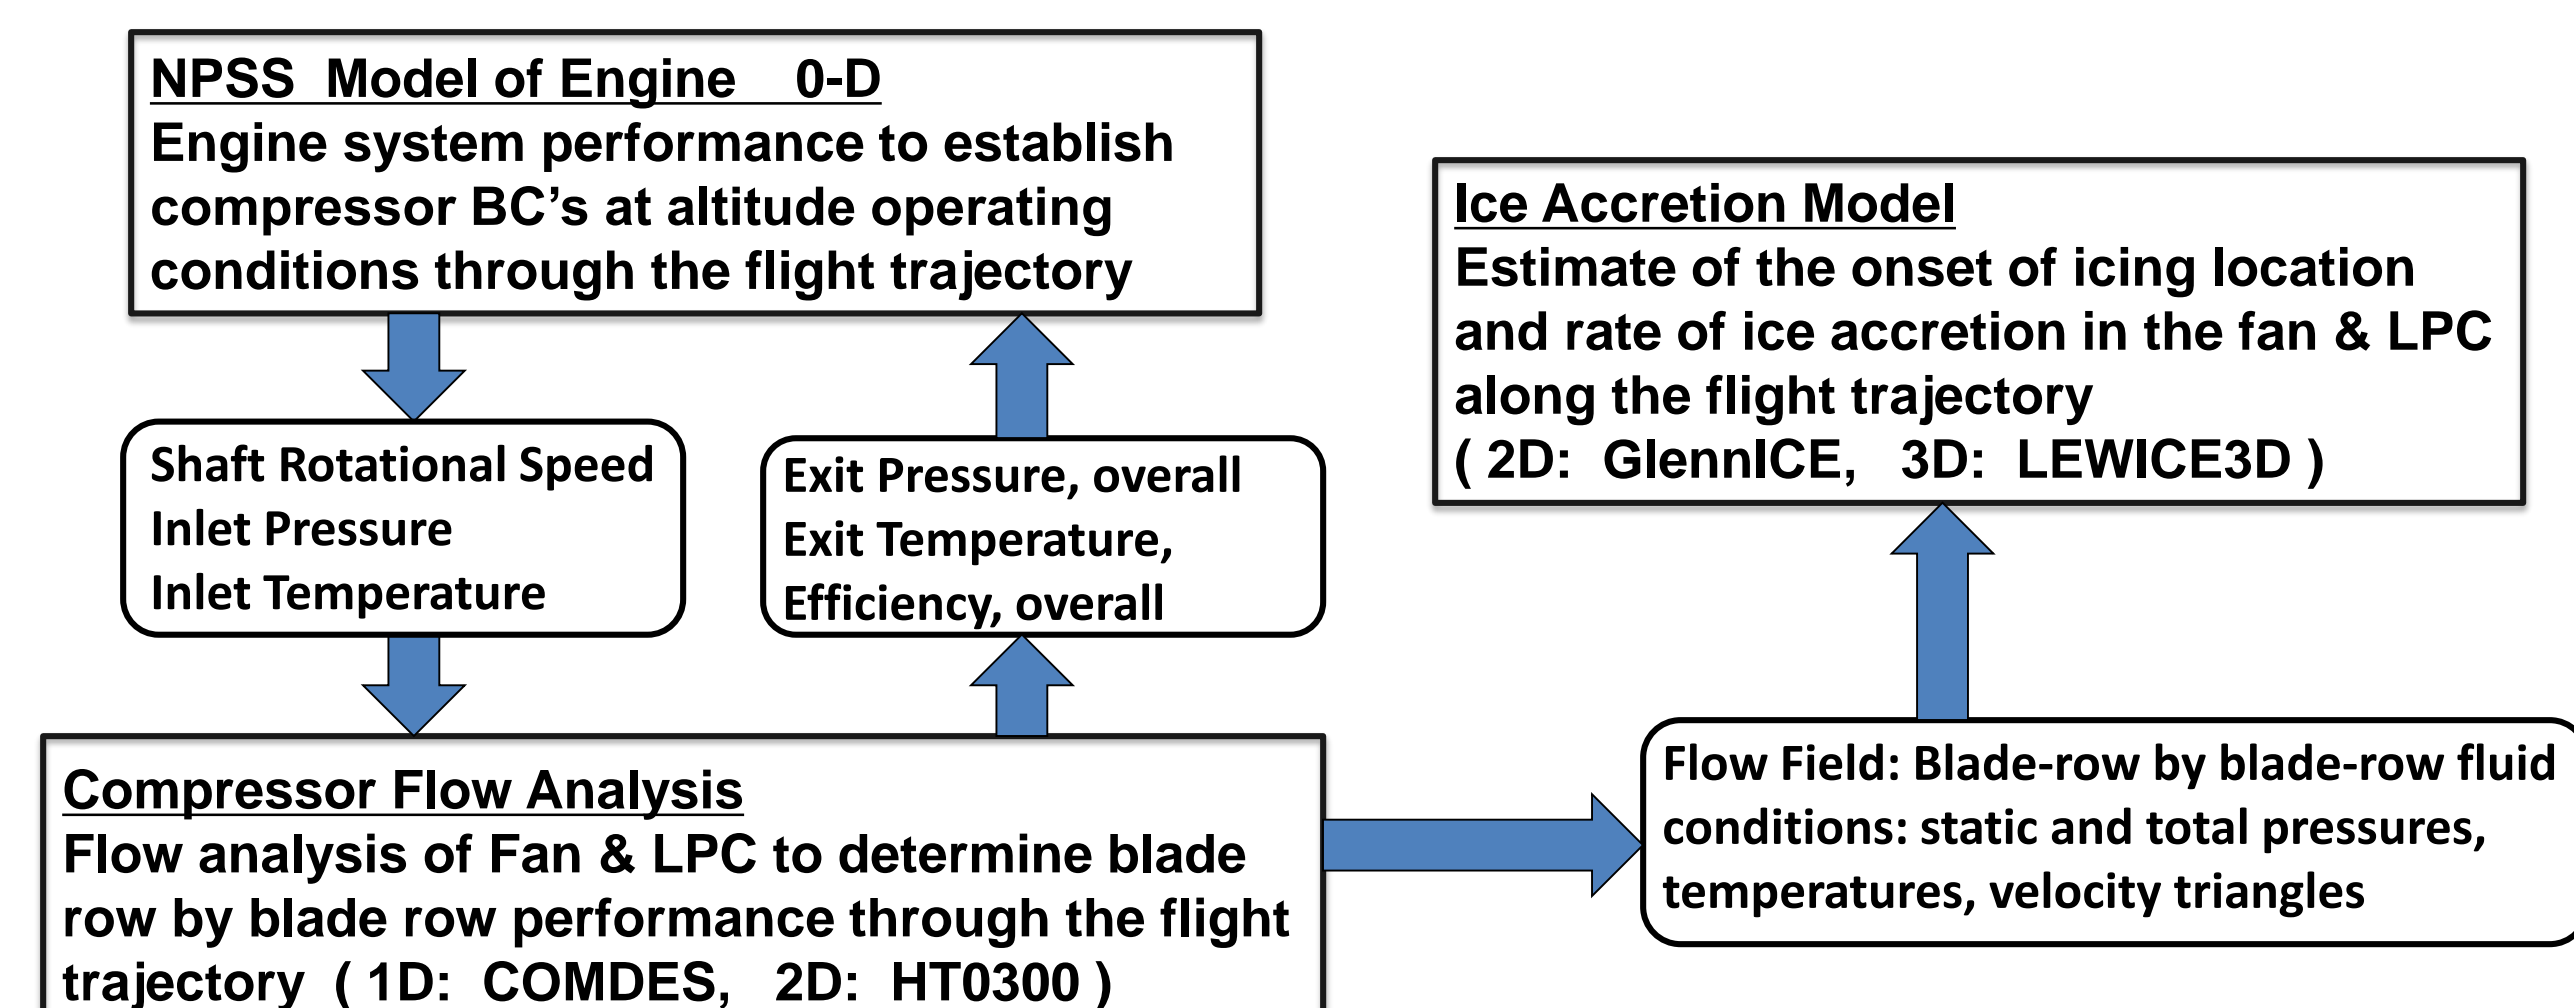 NPSS Model of Engine 0-D
Engine system performance to establish
compressor BC’s at altitude operating
conditions through the flight trajectory
Ice Accretion Model
Estimate of the onset of icing location
and rate of ice accretion in the fan & LPC
along the flight trajectory
( 2D: GlennICE, 3D: LEWICE3D )
Shaft Rotational Speed
Inlet Pressure
Inlet Temperature
Exit Pressure, overall
Exit Temperature,
Efficiency, overall
Compressor Flow Analysis
Flow analysis of Fan & LPC to determine blade
row by blade row performance through the flight
trajectory ( 1D: COMDES, 2D: HT0300 )
Flow Field: Blade-row by blade-row fluid
conditions: static and total pressures,
temperatures, velocity triangles